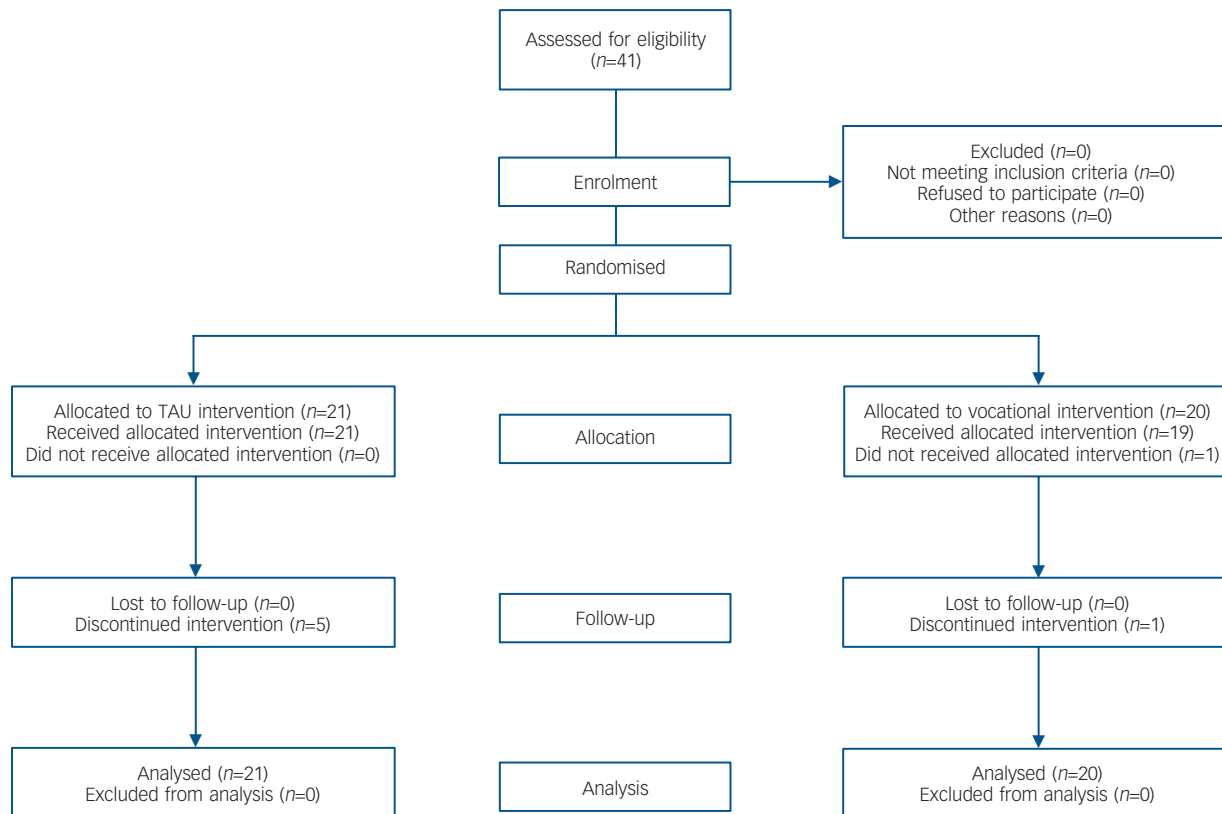 Assessed for eligibility
(n=41)
Excluded (n=0)
Not meeting inclusion criteria (n=0)
Refused to participate (n=0)
Other reasons (n=0)
Enrolment
Randomised
Allocated to TAU intervention (n=21)
Received allocated intervention (n=21)
Did not receive allocated intervention (n=0)
Allocation
Allocated to vocational intervention (n=20)
Received allocated intervention (n=19)
Did not received allocated intervention (n=1)
Lost to follow-up (n=0)
Discontinued intervention (n=5)
Follow-up
Lost to follow-up (n=0)
Discontinued intervention (n=1)
Analysed (n=21)
Excluded from analysis (n=0)
Analysis
Analysed (n=20)
Excluded from analysis (n=0)